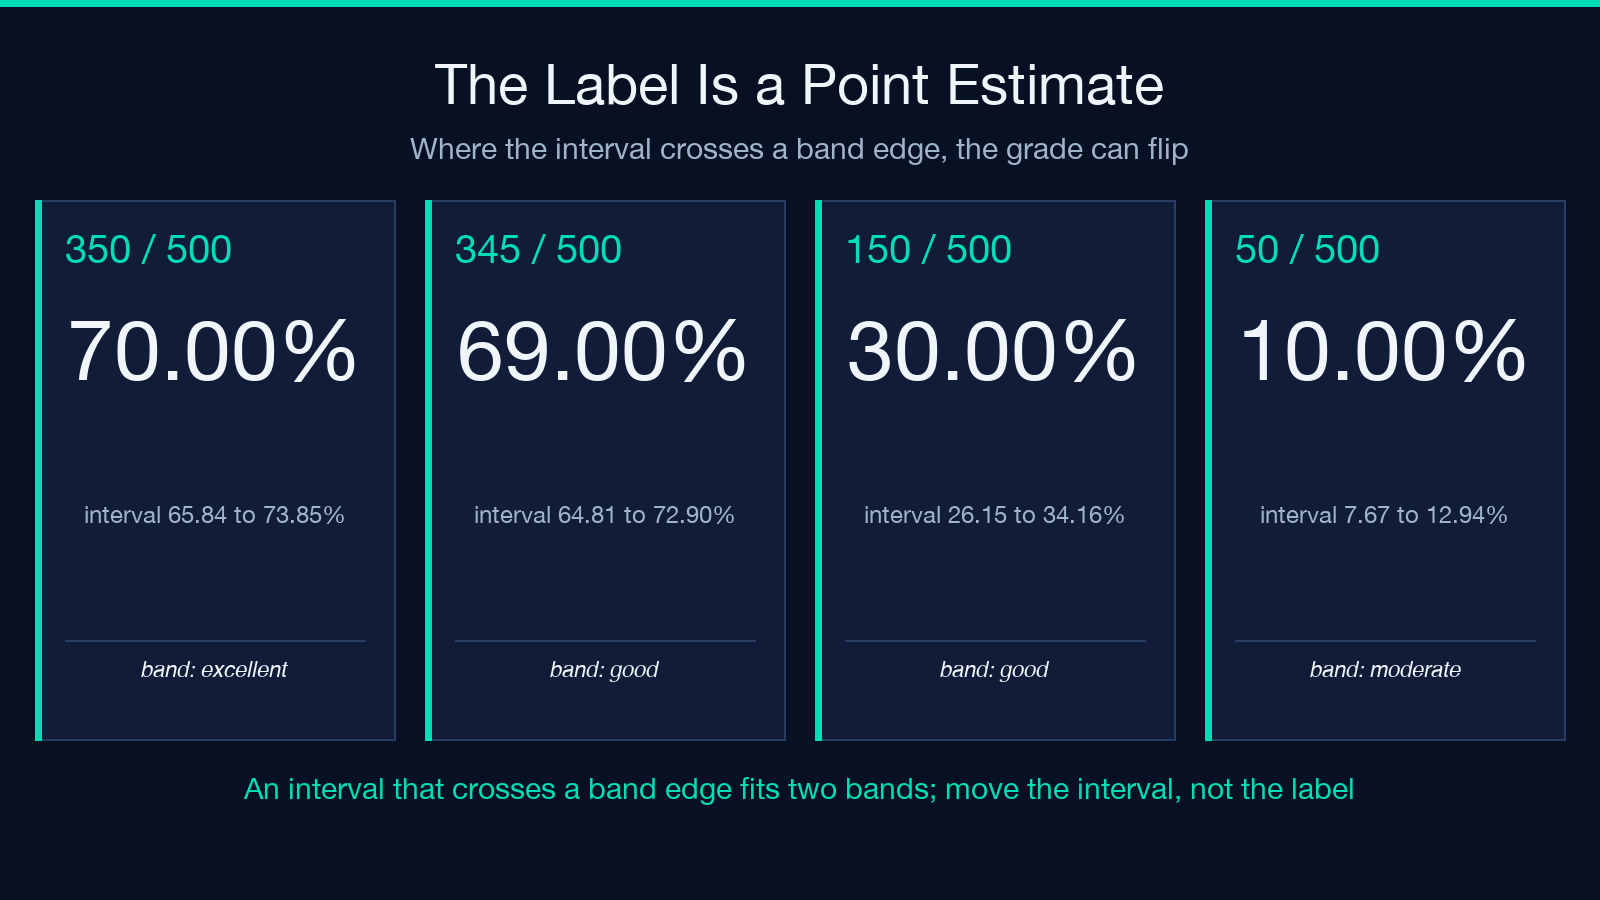 The Label Is a Point Estimate
Where the interval crosses a band edge, the grade can flip
350 / 500
70.00%
interval 65.84 to 73.85%
band: excellent
345 / 500
69.00%
interval 64.81 to 72.90%
band: good
150 / 500
30.00%
interval 26.15 to 34.16%
band: good
50 / 500
10.00%
interval 7.67 to 12.94%
band: moderate
An interval that crosses a band edge fits two bands; move the interval, not the label